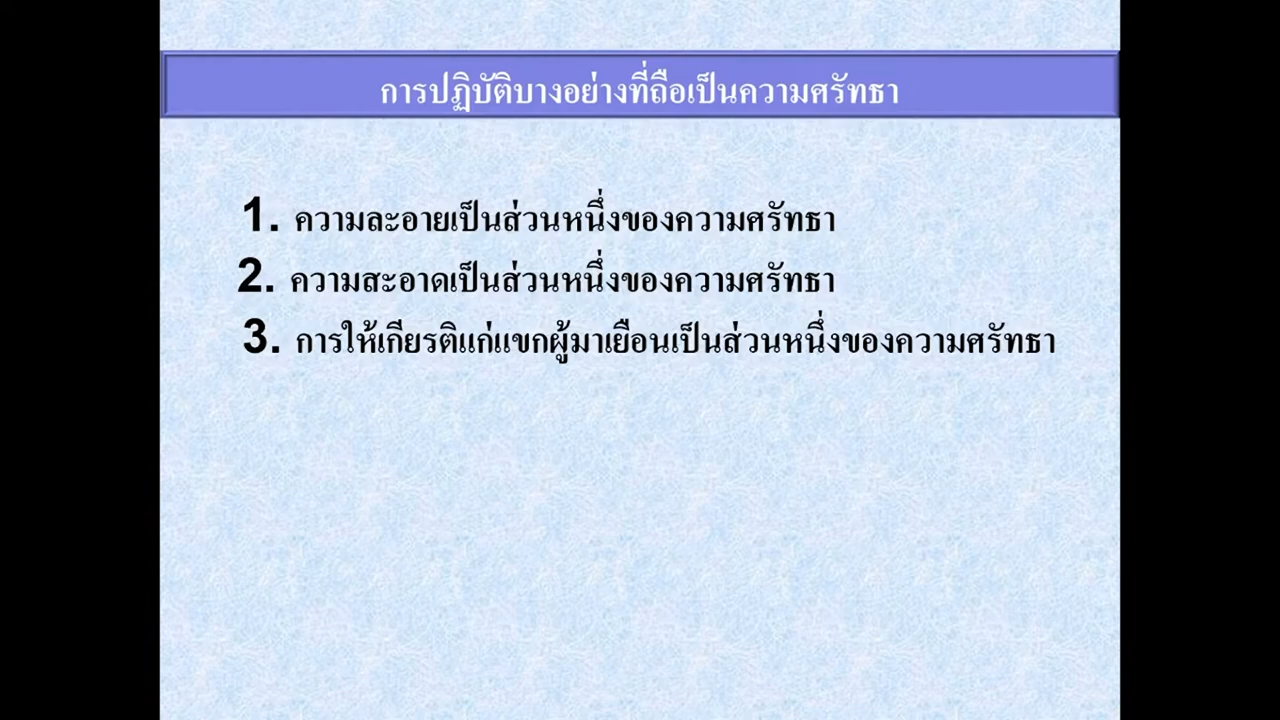 การปฏิบัติบางอย่างที่ถือเป็นความศรัทธา
1. ความละอายเป็นส่วนหนึ่งของความศรัทธา
2. ความสะอาดเป็นส่วนหนึ่งของความศรัทธา
3. การให้เกียรติแก่แขกผู้มาเยือนเป็นส่วนหนึ่งของความศรัทธา